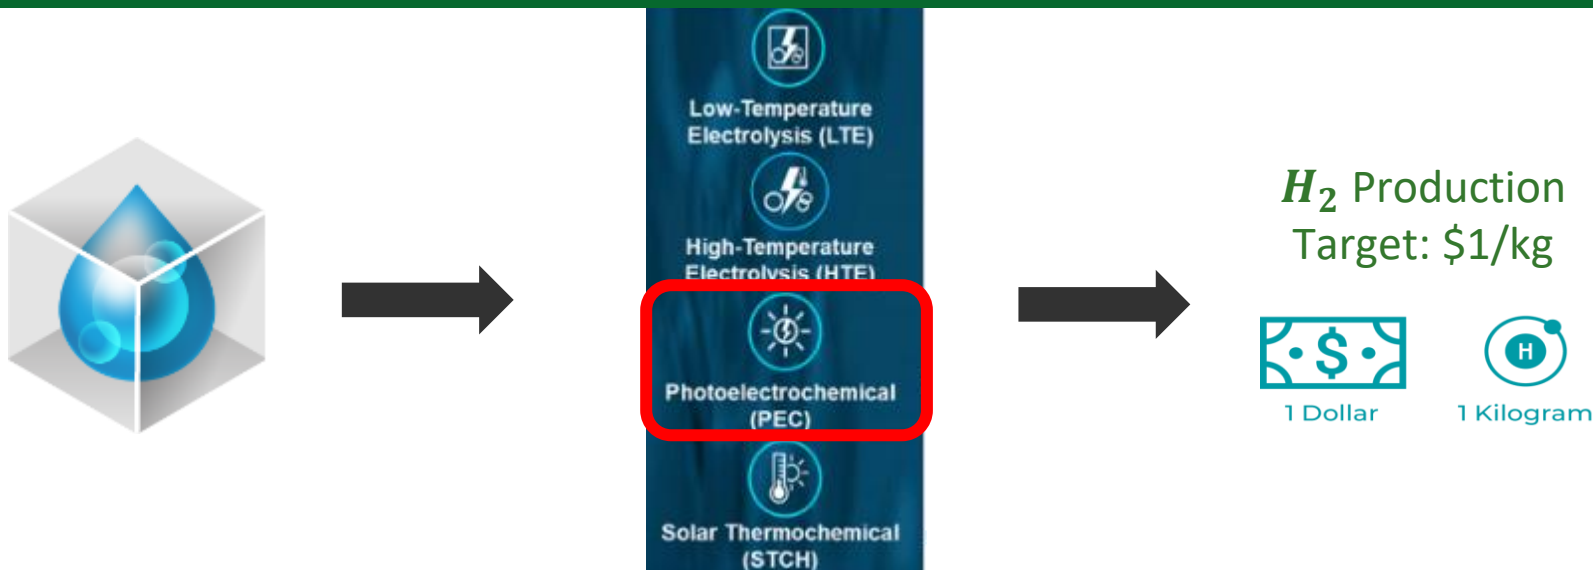 Low-Temperature
Electrolysis (LTE)
High-Temperature
Electrolysis (HTE)
Photoelectrochemical
(PEC)
Solar Thermochemical
(STCH)
H₂ Production
Target: $1/kg
$
H
1 Dollar
1 Kilogram